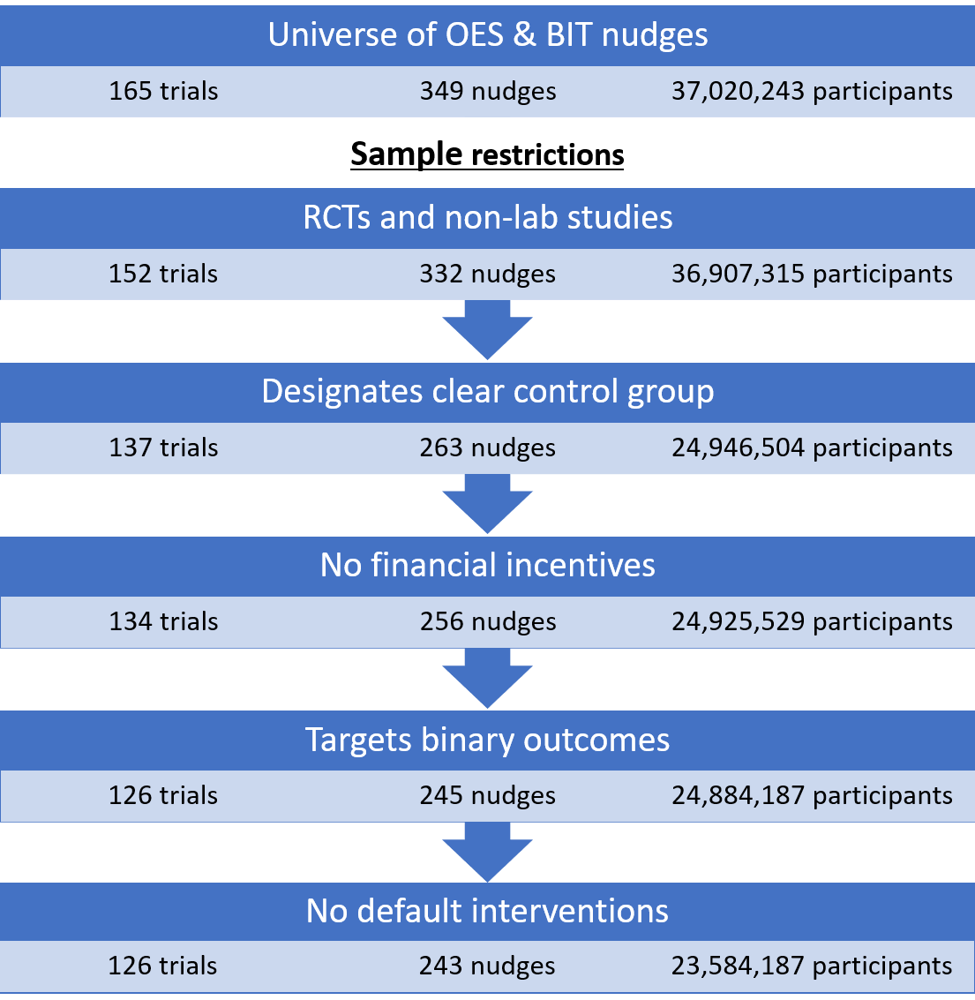 Universe of OES & BIT nudges
165 trials 349 nudges 37,020,243 participants
Sample restrictions
RCTs and non-lab studies
152 trials 332 nudges 36,907,315 participants
Designates clear control group
137 trials 263 nudges 24,946,504 participants
No financial incentives
134 trials 256 nudges 24,925,529 participants
Targets binary outcomes
126 trials 245 nudges 24,884,187 participants
No default interventions
126 trials 243 nudges 23,584,187 participants